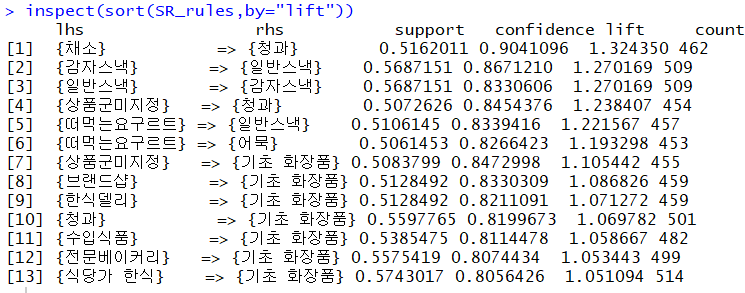 > inspect(sort(SR_rules,by="lift"))
lhs rhs support confidence lift count
[1] {채소} => {청과} 0.5162011 0.9041096 1.324350 462
[2] {감자스낵} => {일반스낵} 0.5687151 0.8671210 1.270169 509
[3] {일반스낵} => {감자스낵} 0.5687151 0.8330606 1.270169 509
[4] {상품군미지정} => {청과} 0.5072626 0.8454376 1.238407 454
[5] {떠먹는요구르트} => {일반스낵} 0.5106145 0.8339416 1.221567 457
[6] {떠먹는요구르트} => {어묵} 0.5061453 0.8266423 1.193298 453
[7] {상품군미지정} => {기초 화장품} 0.5083799 0.8472998 1.105442 455
[8] {브랜드샵} => {기초 화장품} 0.5128492 0.8330309 1.086826 459
[9] {한식델리} => {기초 화장품} 0.5128492 0.8211091 1.071272 459
[10] {청과} => {기초 화장품} 0.5597765 0.8199673 1.069782 501
[11] {수입식품} => {기초 화장품} 0.5385475 0.8114478 1.058667 482
[12] {전문베이커리} => {기초 화장품} 0.5575419 0.8074434 1.053443 499
[13] {식당가 한식} => {기초 화장품} 0.5743017 0.8056426 1.051094 514